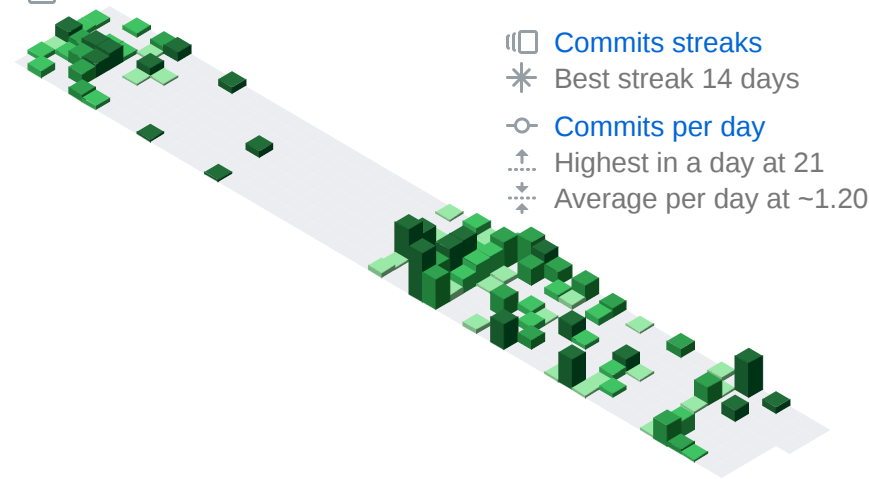 Commits streaks
Best streak 14 days
Commits per day
Highest in a day at 21
Average per day at ~1.20